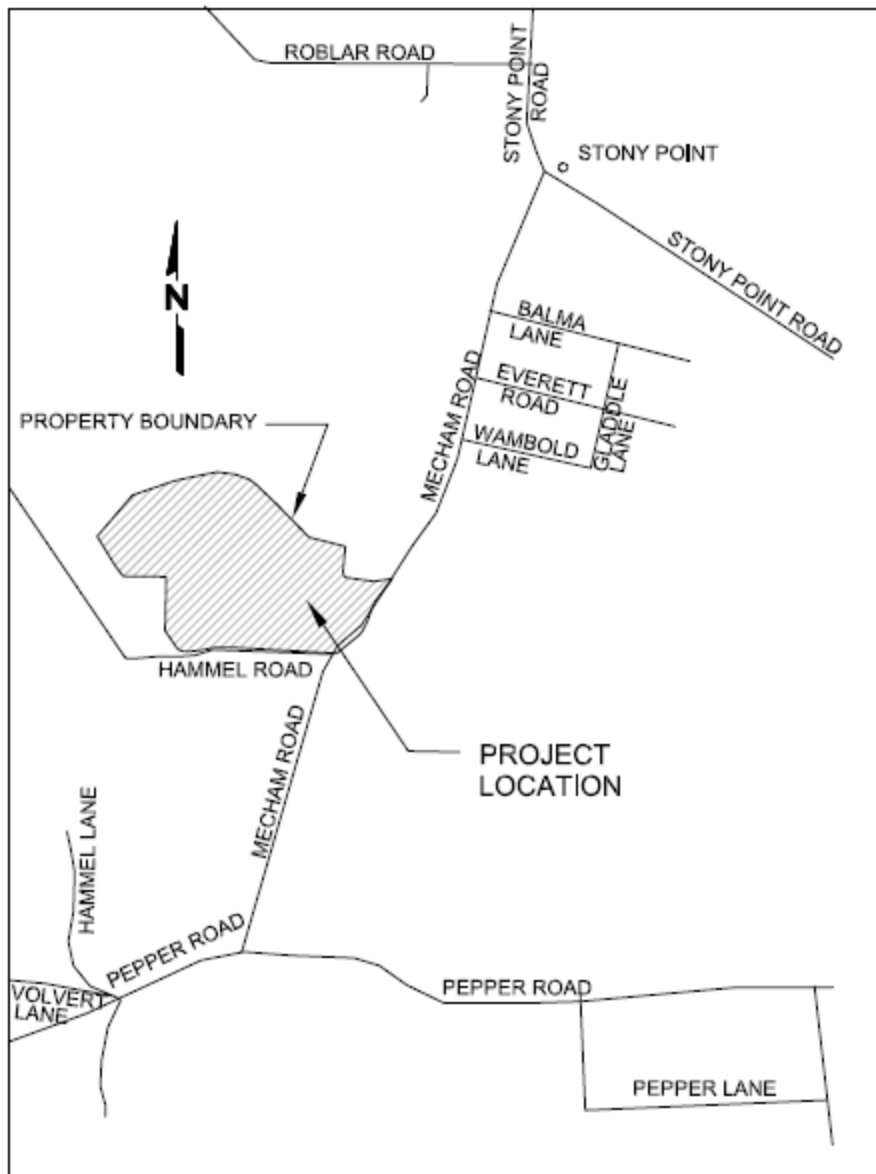 ROBLAR ROAD
STONY POINT
ROAD
STONY POINT
STONY POINT ROAD
N
BALMA
LANE
EVERETT
ROAD
GLADDLE
LANE
WAMBOLD
LANE
MECHAM ROAD
PROPERTY BOUNDARY
HAMMEL ROAD
PROJECT
LOCATION
MECHAM ROAD
HAMMEL LANE
PEPPER ROAD
VOLVERT
LANE
PEPPER ROAD
PEPPER LANE